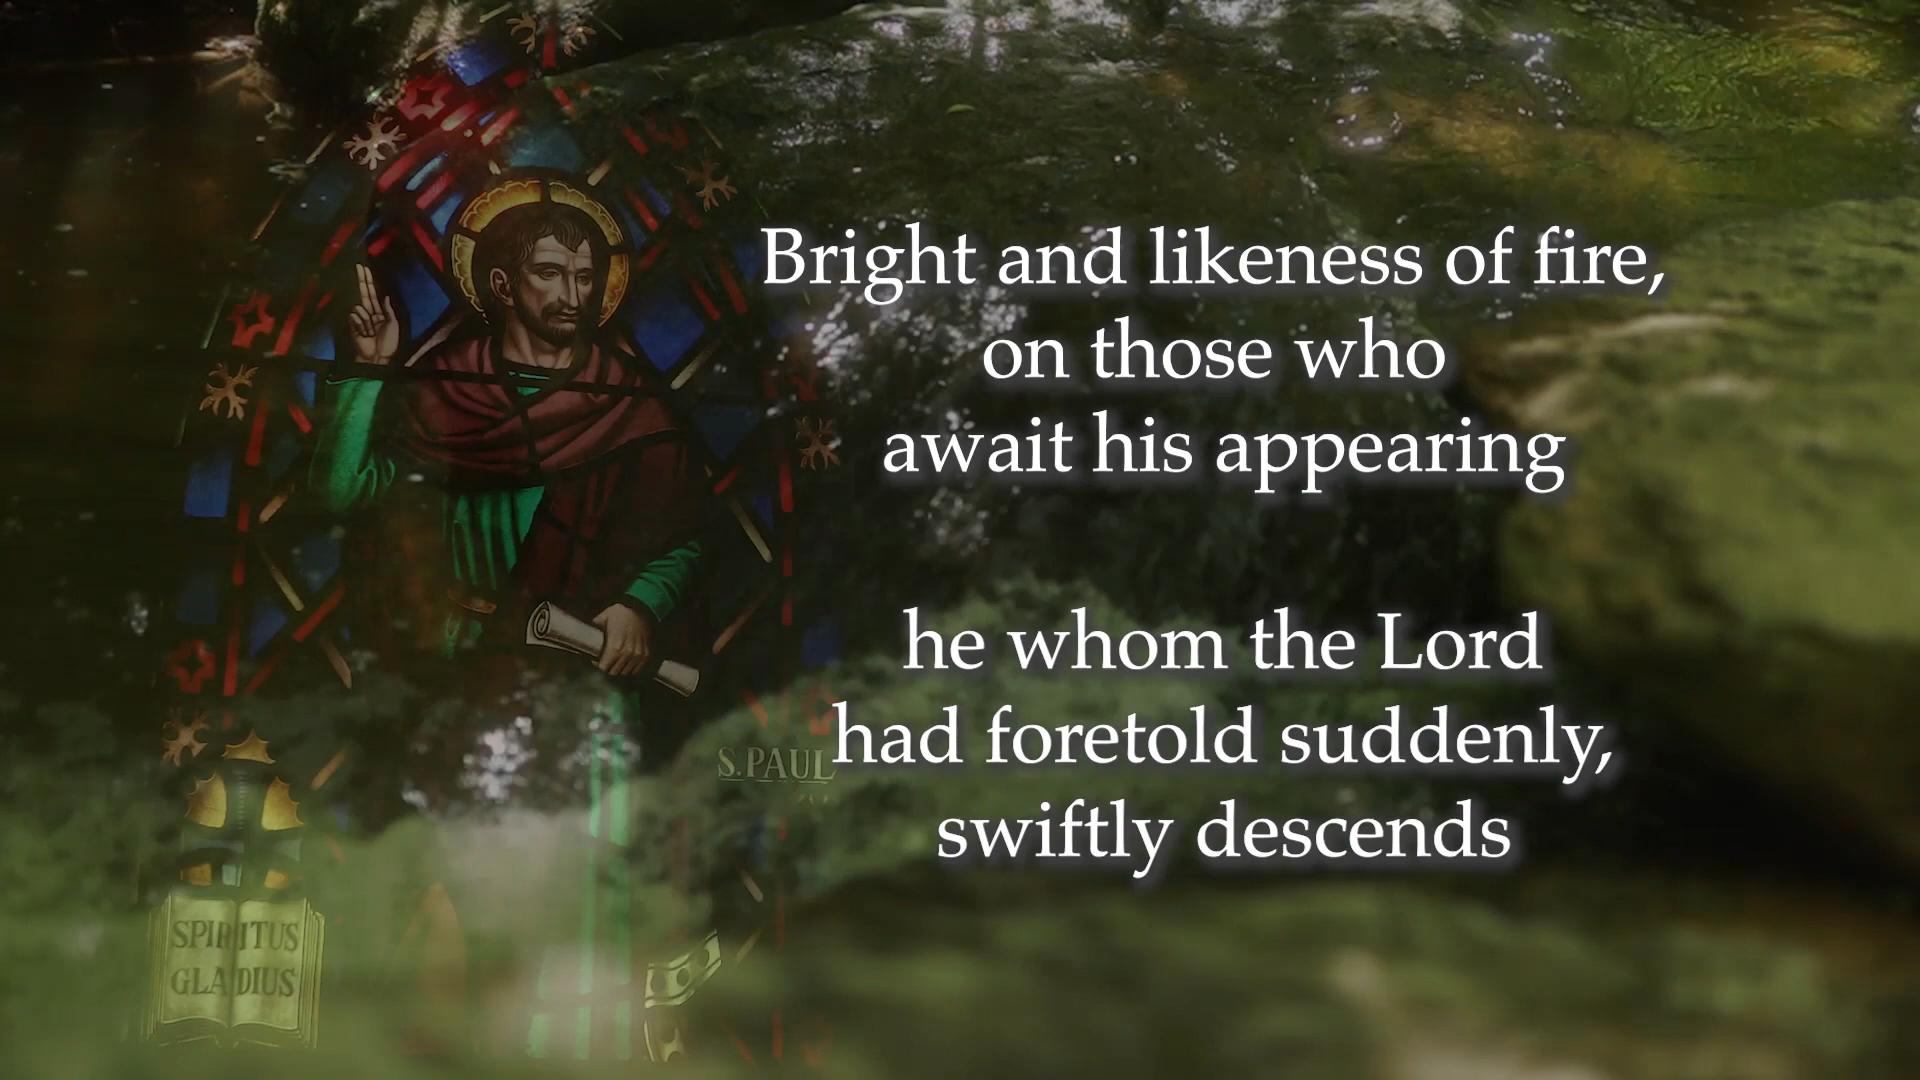 Bright and likeness of fire,
on those who
await his appearing
he whom the Lord
had foretold suddenly,
swiftly descends
S.PAUL
SPIRITUS
GLADIUS